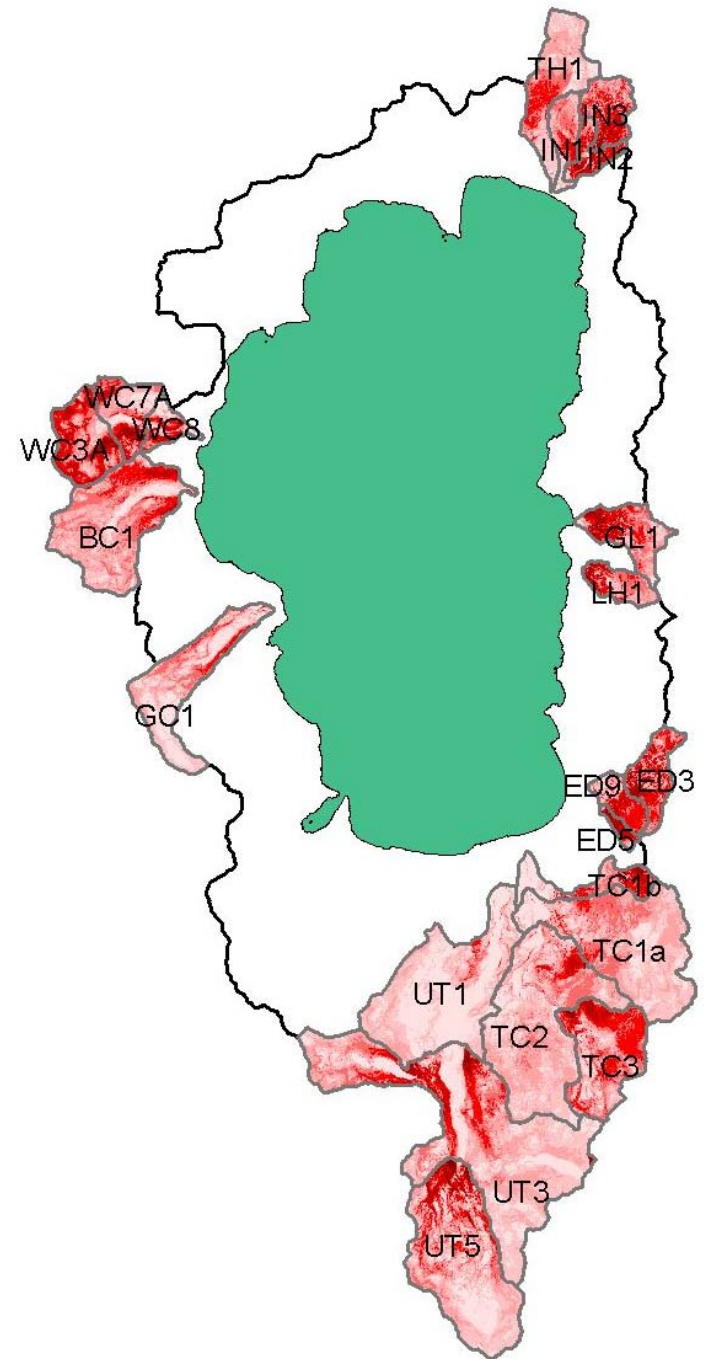 TH1
IN3
IN1
IN2
WC7A
WC8
WC3A
BC1
GL1
LH1
GC1
ED9
ED3
ED5
TC1b
TC1a
UT1
TC2
TC3
UT3
UT5